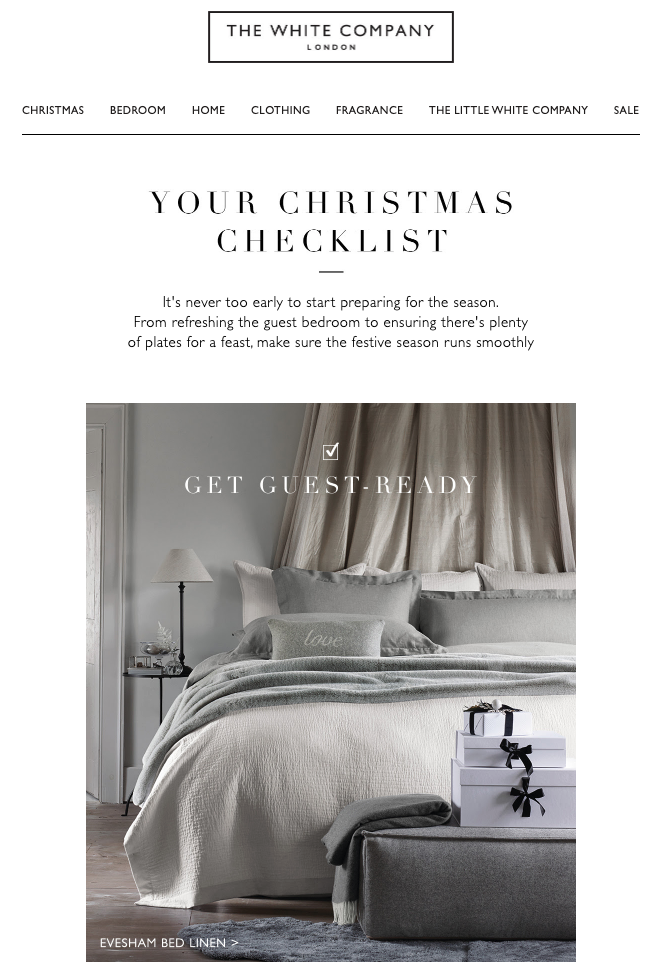 THE WHITE COMPANY
LONDON
CHRISTMAS BEDROOM HOME CLOTHING FRAGRANCE THE LITTLE WHITE COMPANY SALE
YOUR CHRISTMAS
CHECKLIST
It's never too early to start preparing for the season.
From refreshing the guest bedroom to ensuring there's plenty
of plates for a feast, make sure the festive season runs smoothly
GET GUEST-READY
love
EVESHAM BED LINEN >